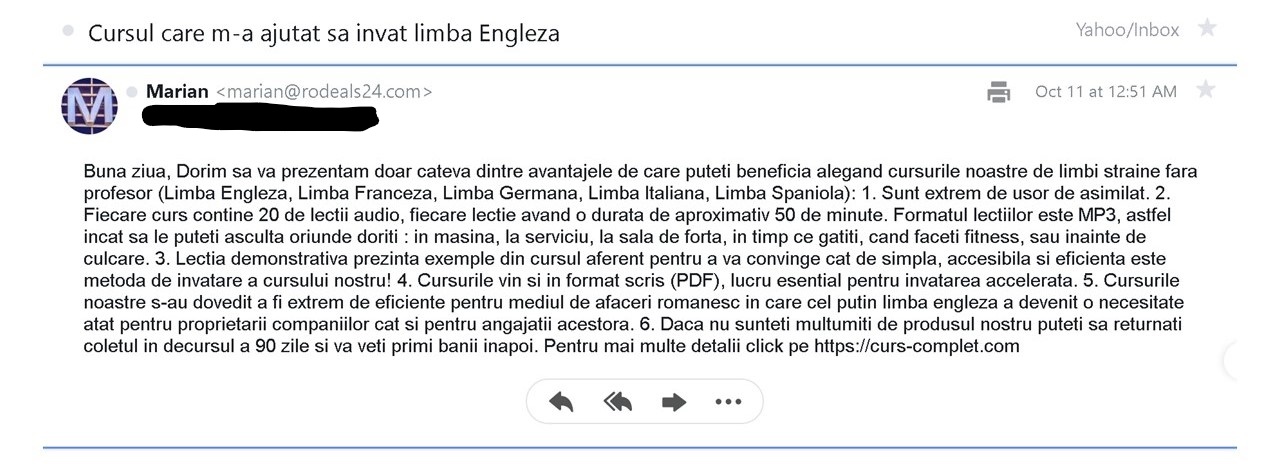 Cursul care m-a ajutat sa invat limba Engleza
Yahoo/Inbox
M
Marian <marian@rodeals24.com>
Oct 11 at 12:51 AM
Buna ziua, Dorim sa va prezentam doar cateva dintre avantajele de care puteti beneficia alegand cursurile noastre de limbi straine fara
profesor (Limba Engleza, Limba Franceza, Limba Germana, Limba Italiana, Limba Spaniola): 1. Sunt extrem de usor de asimilat. 2.
Fiecare curs contine 20 de lectii audio, fiecare lectie avand o durata de aproximativ 50 de minute. Formatul lectiilor este MP3, astfel
incat sa le puteti asculta oriunde doriti : in masina, la serviciu, la sala de forta, in timp ce gatiti, cand faceti fitness, sau inainte de
culcare. 3. Lectia demonstrativa prezinta exemple din cursul aferent pentru a va convinge cat de simpla, accesibila si eficienta este
metoda de invatare a cursului nostru! 4. Cursurile vin si in format scris (PDF), lucru esential pentru invatarea accelerata. 5. Cursurile
noastre s-au dovedit a fi extrem de eficiente pentru mediul de afaceri romanesc in care cel putin limba engleza a devenit o necesitate
atat pentru proprietarii companiilor cat si pentru angajatii acestora. 6. Daca nu sunteti multumiti de produsul nostru puteti sa returnati
coletul in decursul a 90 zile si va veti primi banii inapoi. Pentru mai multe detalii click pe https://curs-complet.com